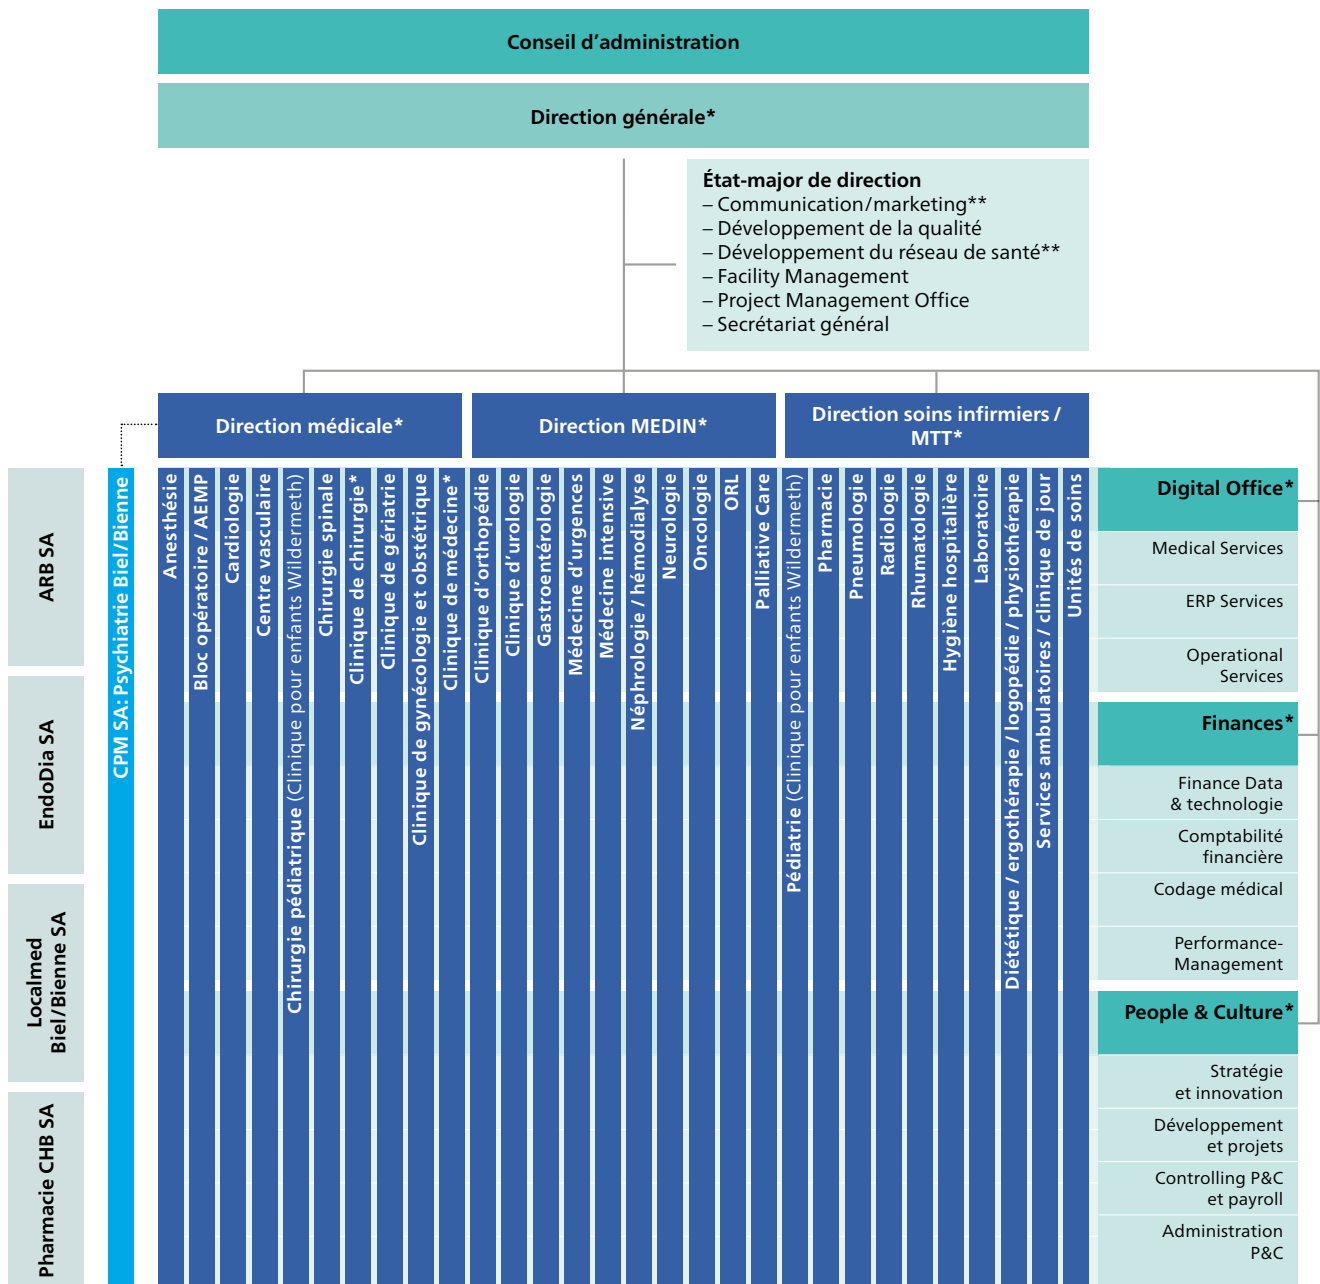 Conseil d’administration
Direction générale*
État-major de direction
– Communication/marketing**
– Développement de la qualité
– Développement du réseau de santé**
– Facility Management
– Project Management Office
– Secrétariat général
Direction médicale*
Direction MEDIN*
Direction soins infirmiers /
MTT*
ARB SA
EndoDia SA
Localmed
Biel/Bienne SA
Pharmacie CHB SA
CPM SA: Psychiatrie Biel/Bienne
Anesthésie
Bloc opératoire / AEMP
Cardiologie
Centre vasculaire
Chirurgie pédiatrique (Clinique pour enfants Wildermeth)
Chirurgie spinale
Clinique de chirurgie*
Clinique de gériatrie
Clinique de gynécologie et obstétrique
Clinique de médecine*
Clinique d’orthopédie
Clinique d’urologie
Gastroentérologie
Médecine d’urgences
Médecine intensive
Néphrologie / hémodialyse
Neurologie
Oncologie
ORL
Palliative Care
Pédiatrie (Clinique pour enfants Wildermeth)
Pharmacie
Pneumologie
Radiologie
Rhumatologie
Hygiène hospitalière
Laboratoire
Diététique / ergothérapie / logopédie / physiothérapie
Services ambulatoires / clinique de jour
Unités de soins
Digital Office*
Medical Services
ERP Services
Operational
Services
Finances*
Finance Data
& technologie
Comptabilité
financière
Codage médical
Performance-
Management
People & Culture*
Stratégie
et innovation
Développement
et projets
Controlling P&C
et payroll
Administration
P&C